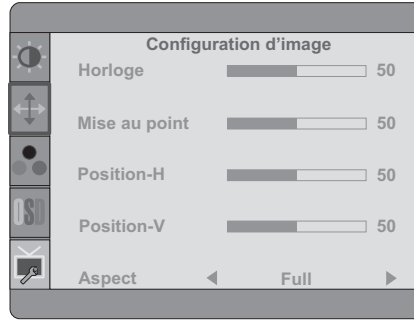 Configuration d’image
Horloge 50
Mise au point 50
Position-H 50
Position-V 50
OSD
Aspect Full